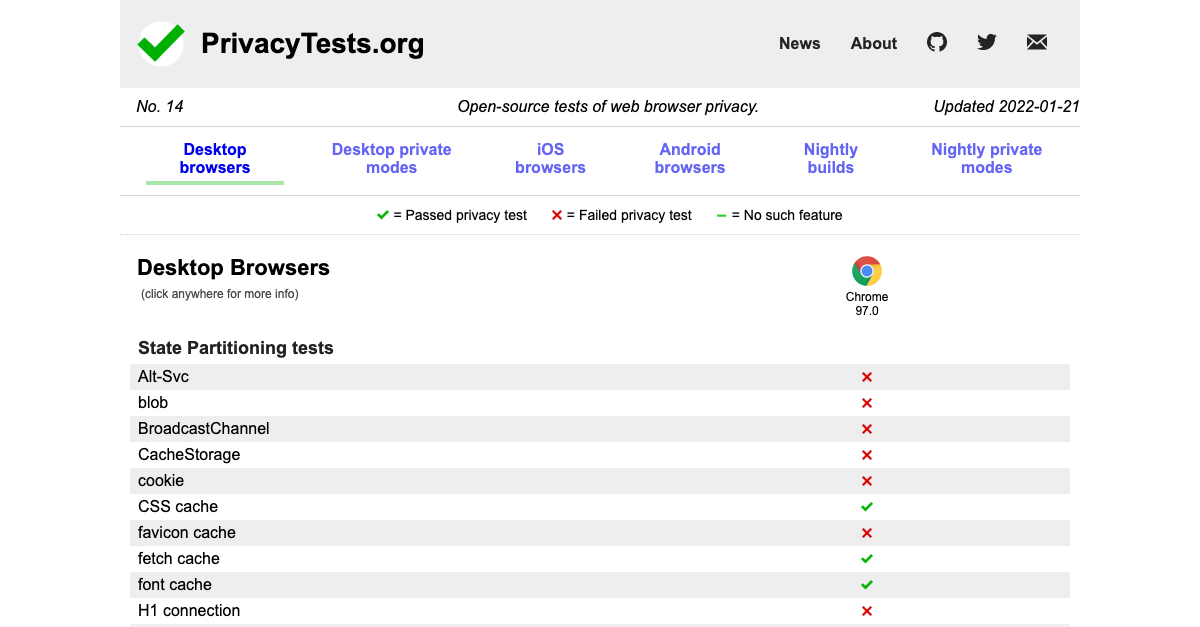 PrivacyTests.org
News About
No. 14 Open-source tests of web browser privacy. Updated 2022-01-21
Desktop browsers Desktop private modes iOS browsers Android browsers Nightly builds Nightly private modes
= Passed privacy test = Failed privacy test = No such feature
Desktop Browsers
(click anywhere for more info)
Chrome
97.0
State Partitioning tests
Alt-Svc
blob
BroadcastChannel
CacheStorage
cookie
CSS cache
favicon cache
fetch cache
font cache
H1 connection